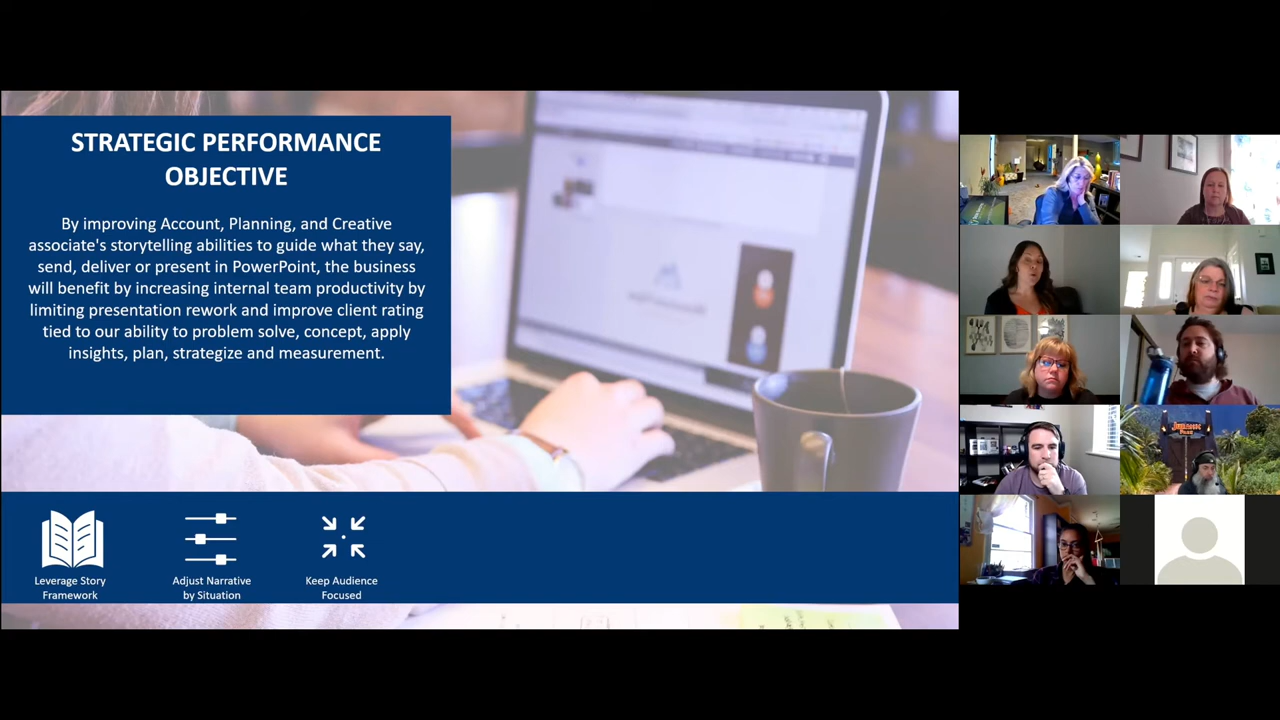 STRATEGIC PERFORMANCE
OBJECTIVE
By improving Account, Planning, and Creative
associate's storytelling abilities to guide what they say,
send, deliver or present in PowerPoint, the business
will benefit by increasing internal team productivity by
limiting presentation rework and improve client rating
tied to our ability to problem solve, concept, apply
insights, plan, strategize and measurement.
Leverage Story
Framework
Adjust Narrative
by Situation
Keep Audience
Focused